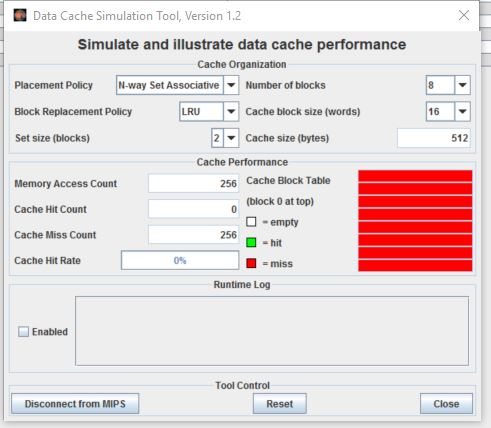 Data Cache Simulation Tool, Version 1.2
Simulate and illustrate data cache performance
Cache Organization
Placement Policy N-way Set Associative Number of blocks 8
Block Replacement Policy LRU Cache block size (words) 16
Set size (blocks) 2 Cache size (bytes) 512
Cache Performance
Memory Access Count 256 Cache Block Table
(block 0 at top)
Cache Hit Count 0
= empty
Cache Miss Count 256
= hit
Cache Hit Rate 0%
= miss
Runtime Log
Enabled
Tool Control
Disconnect from MIPS Reset Close